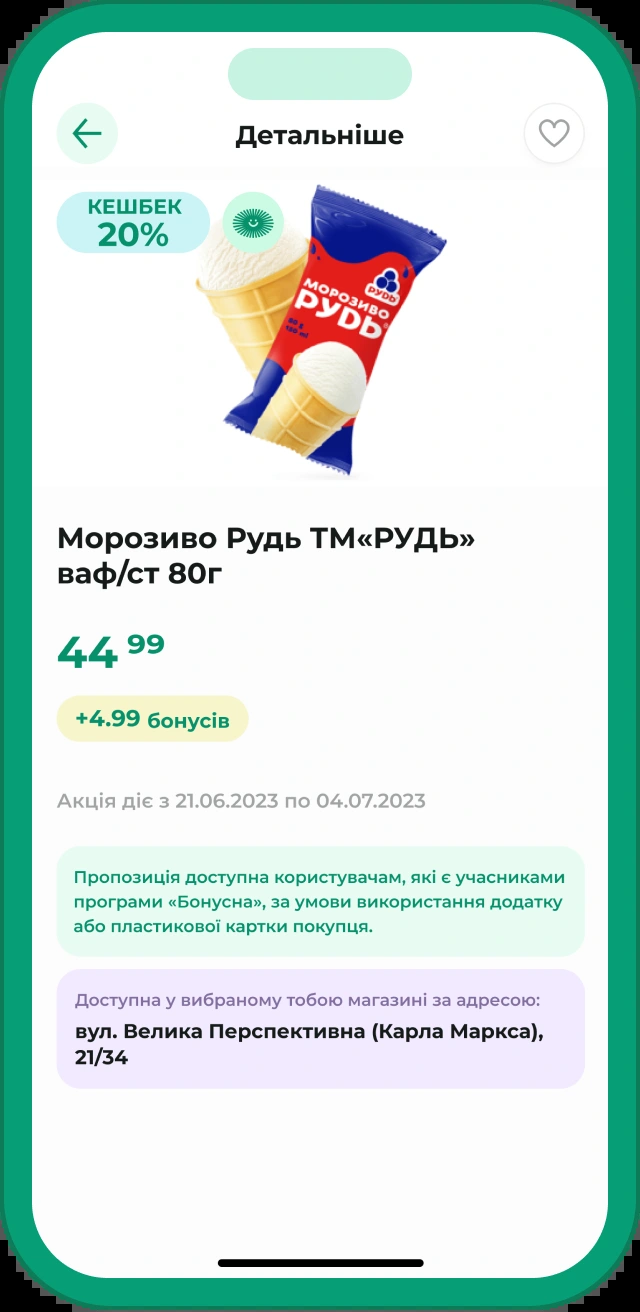 Детальніше
КЕШБЕК
20%
РУДЬ
МОРОЗИВО
РУДЬ
80 г
Морозиво Рудь ТМ«РУДЬ»
ваф/ст 80г
44 99
+4.99 бонусів
Акція діє з 21.06.2023 по 04.07.2023
Пропозиція доступна користувачам, які є учасниками
програми «Бонусна», за умови використання додатку
або пластикової картки покупця.
Доступна у вибраному тобою магазині за адресою:
вул. Велика Перспективна (Карла Маркса),
21/34